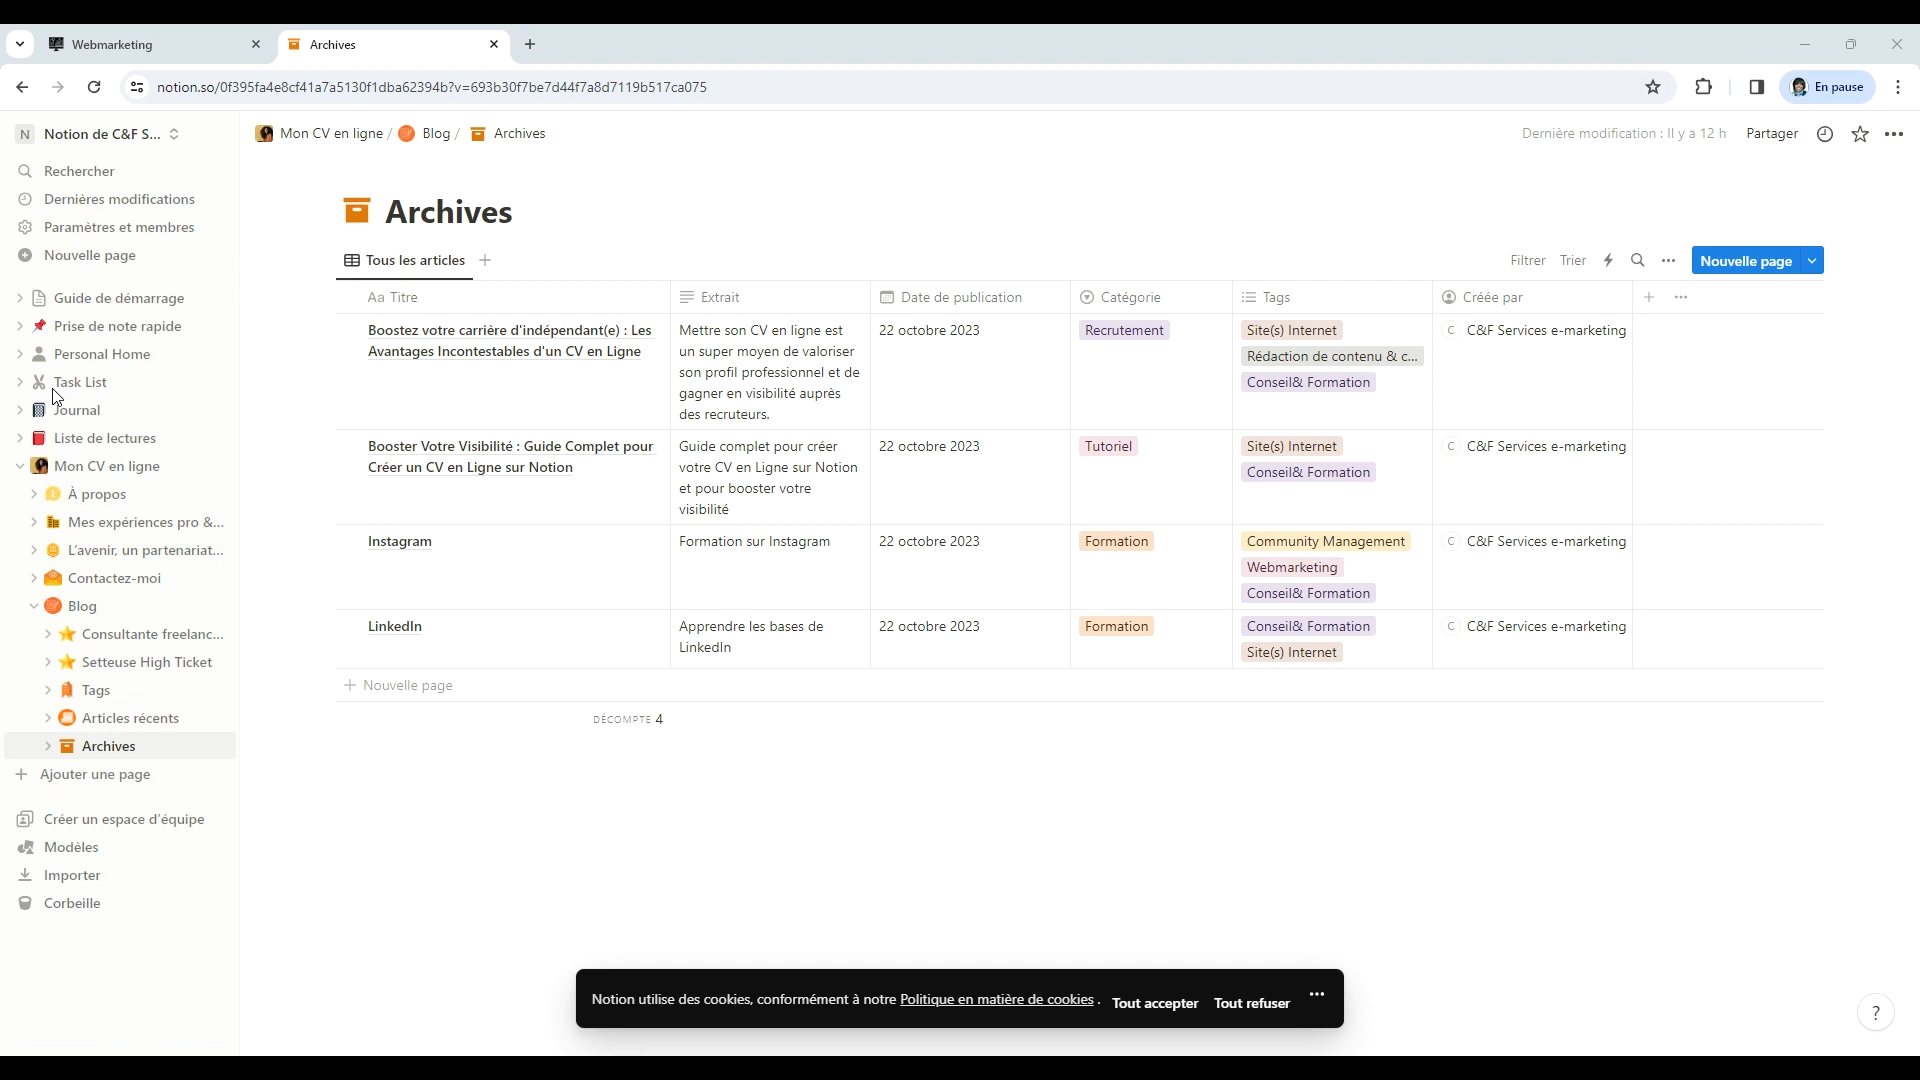 Webmarketing
Archives
notion.so/0f395fa4e8cf41a7a5130f1dba62394b?v=693b30f7be7d44f7a8d7119b517ca075
En pause
N Notion de C&F S...
Mon CV en ligne / Blog / Archives
Dernière modification : Il y a 12 h
Partager
Rechercher
Dernières modifications
Paramètres et membres
Nouvelle page
Guide de démarrage
Prise de note rapide
Personal Home
Task List
Journal
Liste de lectures
Mon CV en ligne
À propos
Mes expériences pro &...
L'avenir, un partenariat...
Contactez-moi
Blog
Consultante freelanc...
Setteuse High Ticket
Tags
Articles récents
Archives
Ajouter une page
Créer un espace d'équipe
Modèles
Importer
Corbeille
Archives
Tous les articles
Filtrer Trier
Nouvelle page
Aa Titre
Extrait
Date de publication
Catégorie
Tags
Créée par
Boostez votre carrière d'indépendant(e) : Les
Avantages Incontestables d'un CV en Ligne
Mettre son CV en ligne est
un super moyen de valoriser
son profil professionnel et de
gagner en visibilité auprès
des recruteurs.
22 octobre 2023
Recrutement
Site(s) Internet
Rédaction de contenu & c...
Conseil& Formation
C C&F Services e-marketing
Booster Votre Visibilité : Guide Complet pour
Créer un CV en Ligne sur Notion
Guide complet pour créer
votre CV en Ligne sur Notion
et pour booster votre
visibilité
22 octobre 2023
Tutoriel
Site(s) Internet
Conseil& Formation
C C&F Services e-marketing
Instagram
Formation sur Instagram
22 octobre 2023
Formation
Community Management
Webmarketing
Conseil& Formation
C C&F Services e-marketing
LinkedIn
Apprendre les bases de
LinkedIn
22 octobre 2023
Formation
Conseil& Formation
Site(s) Internet
C C&F Services e-marketing
Nouvelle page
DÉCOMPTE 4
Notion utilise des cookies, conformément à notre Politique en matière de cookies .
Tout accepter
Tout refuser
?